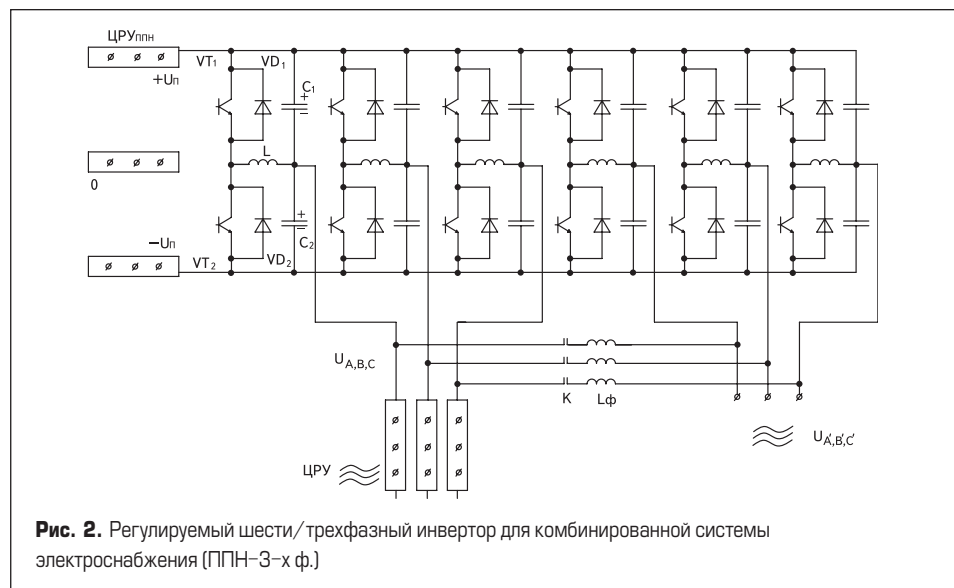 ЦРУппн
+Uп
VT1 VD1
C1
L
0
C2
−Uп
VT2 VD2
UA,B,C
K Lф
UA',B',C'
ЦРУ
Рис. 2. Регулируемый шести/трехфазный инвертор для комбинированной системы
электроснабжения (ППН-3-х ф.)